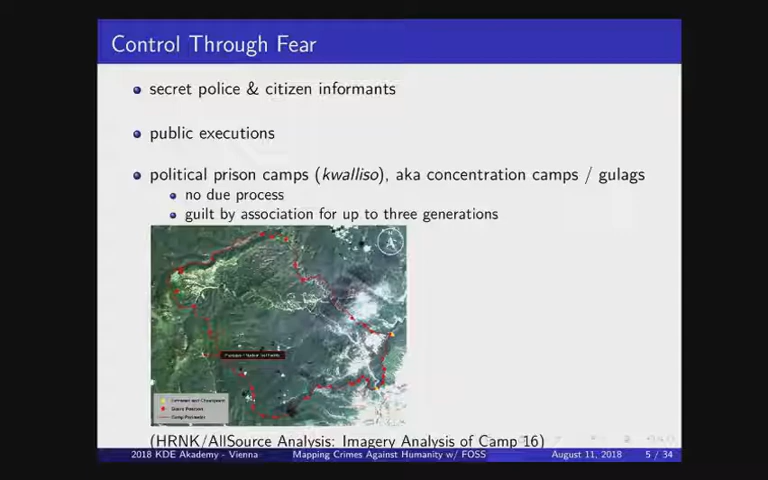 Control Through Fear
secret police & citizen informants
public executions
political prison camps (kwalliso), aka concentration camps / gulags
no due process
guilt by association for up to three generations
Camp Perimeter
(HRNK/AllSource Analysis: Imagery Analysis of Camp 16)
2018 KDE Akademy - Vienna Mapping Crimes Against Humanity w/ FOSS August 11, 2018 5 / 34